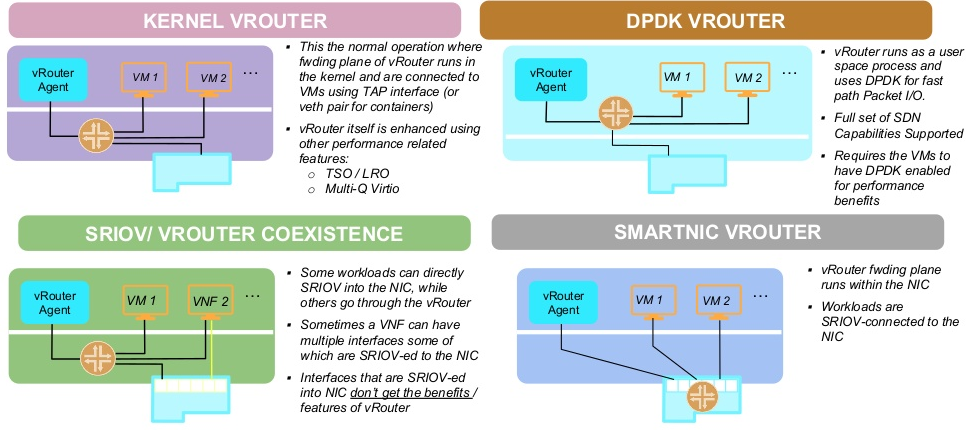 KERNEL VROUTER
vRouter
Agent
VM 1
VM 2
...
▪ This the normal operation where
fwding plane of vRouter runs in
the kernel and are connected to
VMs using TAP interface (or
veth pair for containers)
▪ vRouter itself is enhanced using
other performance related
features:
o TSO / LRO
o Multi-Q Virtio
DPDK VROUTER
vRouter
Agent
VM 1
VM 2
...
▪ vRouter runs as a user
space process and
uses DPDK for fast
path Packet I/O.
▪ Full set of SDN
Capabilities Supported
▪ Requires the VMs to
have DPDK enabled
for performance
benefits
SRIOV/ VROUTER COEXISTENCE
vRouter
Agent
VM 1
VNF 2
...
▪ Some workloads can directly
SRIOV into the NIC, while
others go through the vRouter
▪ Sometimes a VNF can have
multiple interfaces some of
which are SRIOV-ed to the NIC
▪ Interfaces that are SRIOV-ed
into NIC don't get the benefits /
features of vRouter
SMARTNIC VROUTER
vRouter
Agent
VM 1
VM 2
...
▪ vRouter fwding plane
runs within the NIC
▪ Workloads are
SRIOV-connected to the
NIC